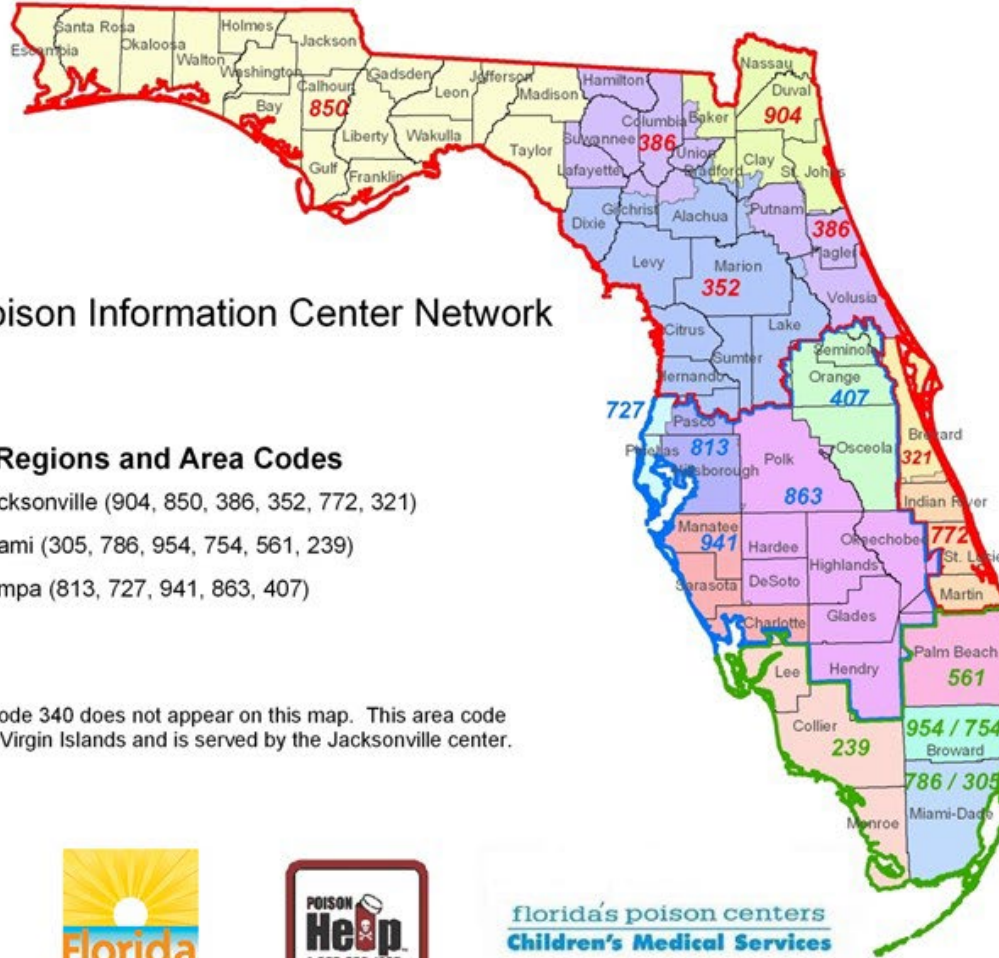 Santa Rosa
Escambia
Okaloosa
Walton
Holmes
Washington
Jackson
Bay
Calhoun
850
Gulf
Liberty
Franklin
Gadsden
Leon
Wakulla
Jefferson
Madison
Taylor
Hamilton
Suwannee
Lafayette
Columbia
386
Union
Bradford
Baker
Nassau
Duval
904
Clay
St. Johns
Putnam
386
Flagler
Volusia
Dixie
Gilchrist
Alachua
Levy
Marion
352
Citrus
Sumter
Lake
Hernando
oison Information Center Network
727
Pasco
Pinellas
813
Hillsborough
Seminole
Orange
407
Osceola
Brevard
321
Indian River
Polk
863
Manatee
941
Sarasota
Hardee
DeSoto
Highlands
Okeechobee
772
St. Lucie
Martin
Charlotte
Glades
Hendry
Lee
Collier
239
Monroe
Palm Beach
561
954 / 754
Broward
786 / 305
Miami-Dade
Regions and Area Codes
cksonville (904, 850, 386, 352, 772, 321)
ami (305, 786, 954, 754, 561, 239)
mpa (813, 727, 941, 863, 407)
ode 340 does not appear on this map. This area code
Virgin Islands and is served by the Jacksonville center.
Florida
POISON
Help
florida's poison centers
Children's Medical Services